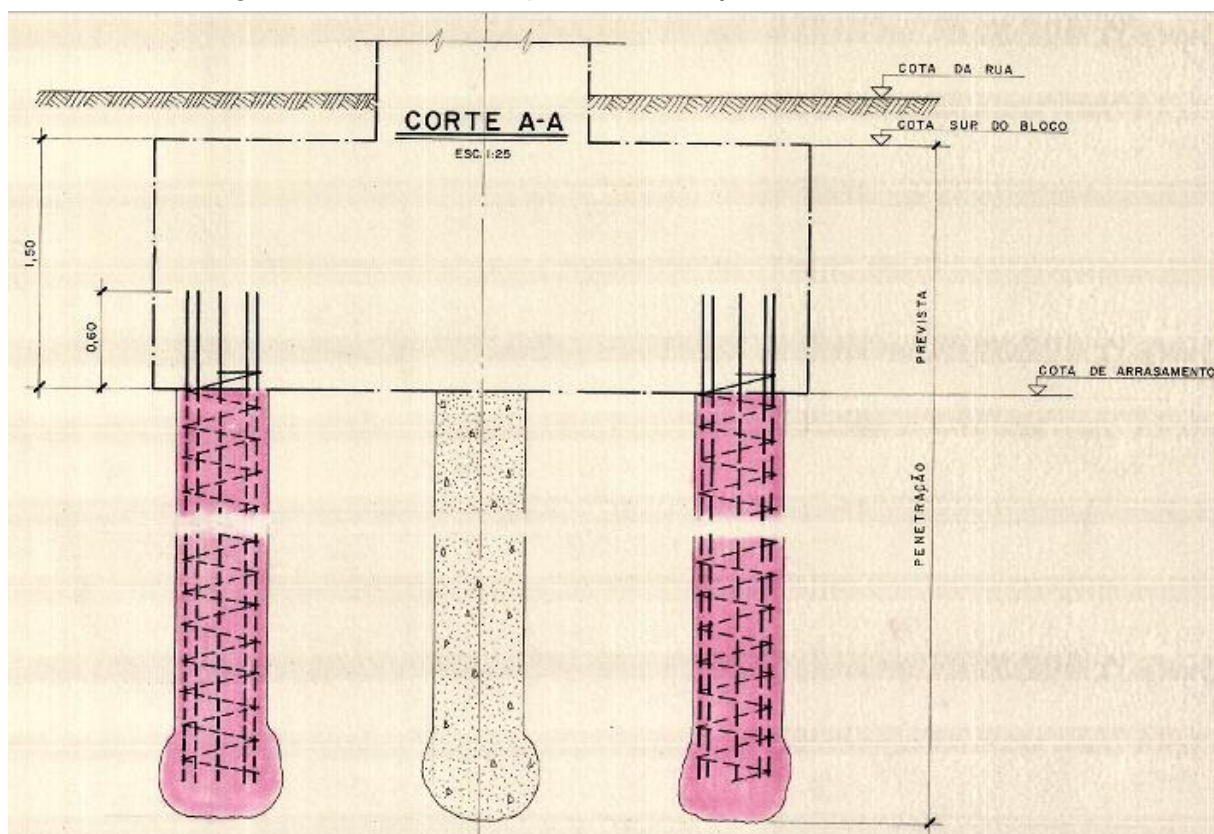 COTA DA RUA
CORTE A-A
COTA SUP. DO BLOCO
ESC. 1:25
1,50
0,60
PREVISTA
COTA DE ARRASAMENTO
PENETRAÇÃO